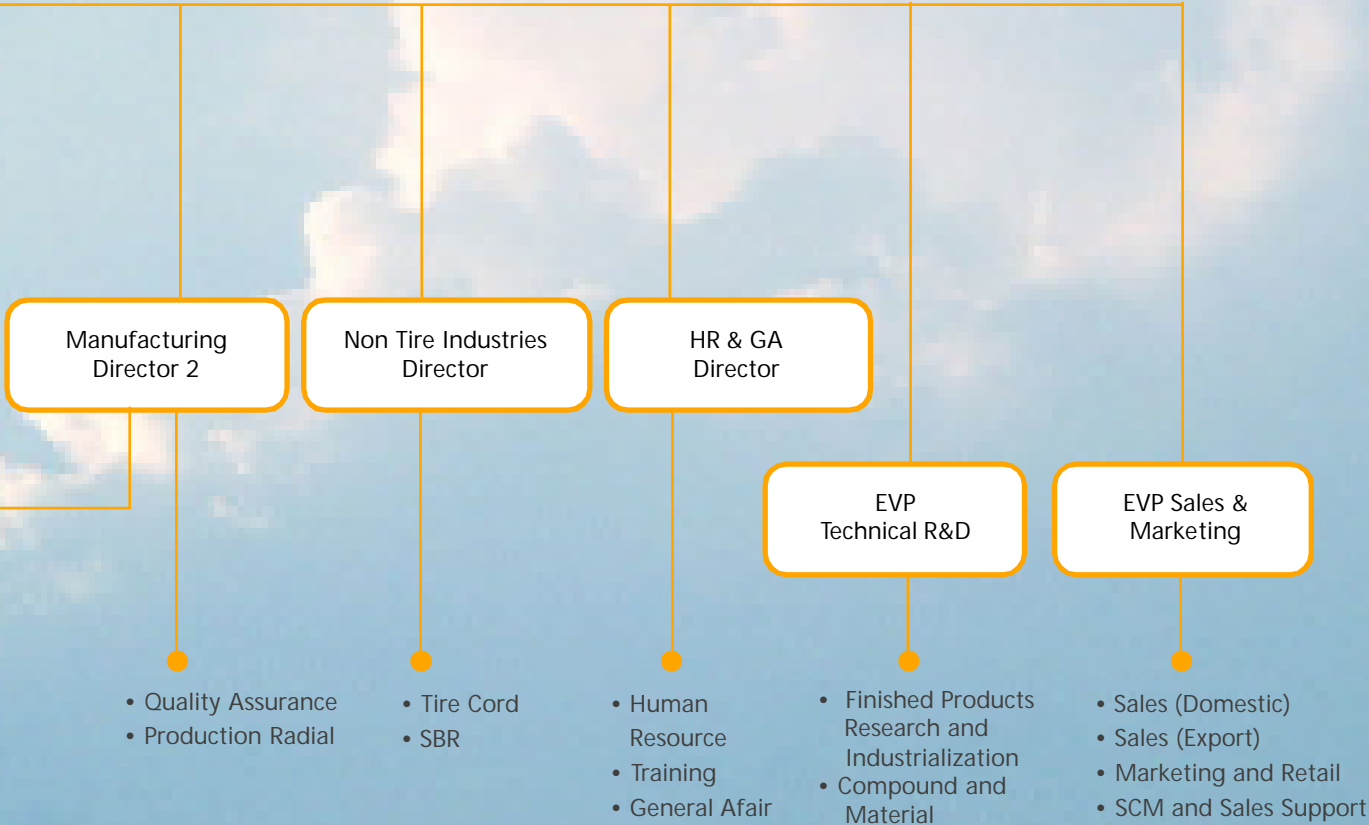 Manufacturing
Director 2
Non Tire Industries
Director
HR & GA
Director
EVP
Technical R&D
EVP Sales &
Marketing
• Quality Assurance
• Production Radial
• Tire Cord
• SBR
• Human
Resource
• Training
• General Afair
• Finished Products
Research and
Industrialization
• Compound and
Material
• Sales (Domestic)
• Sales (Export)
• Marketing and Retail
• SCM and Sales Support